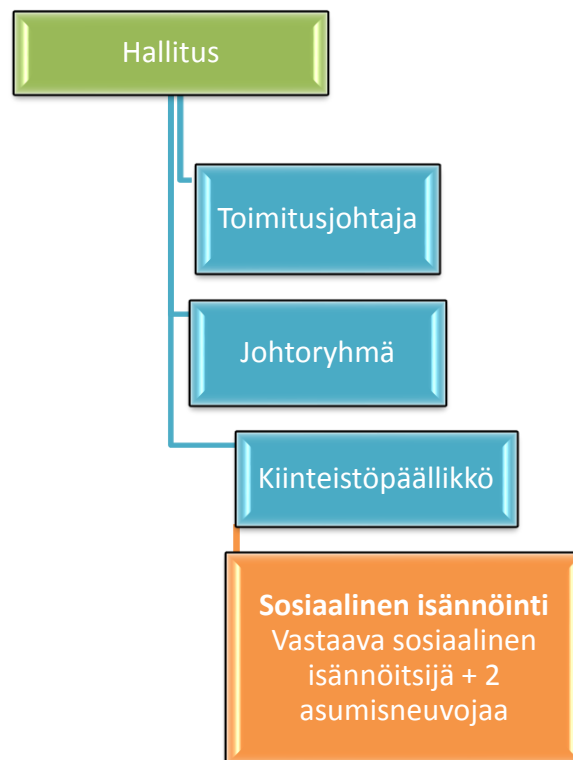 Hallitus
Toimitusjohtaja
Johtoryhmä
Kiinteistöpäällikkö
Sosiaalinen isännöinti
Vastaava sosiaalinen
isännöitsijä + 2
asumisneuvojaa